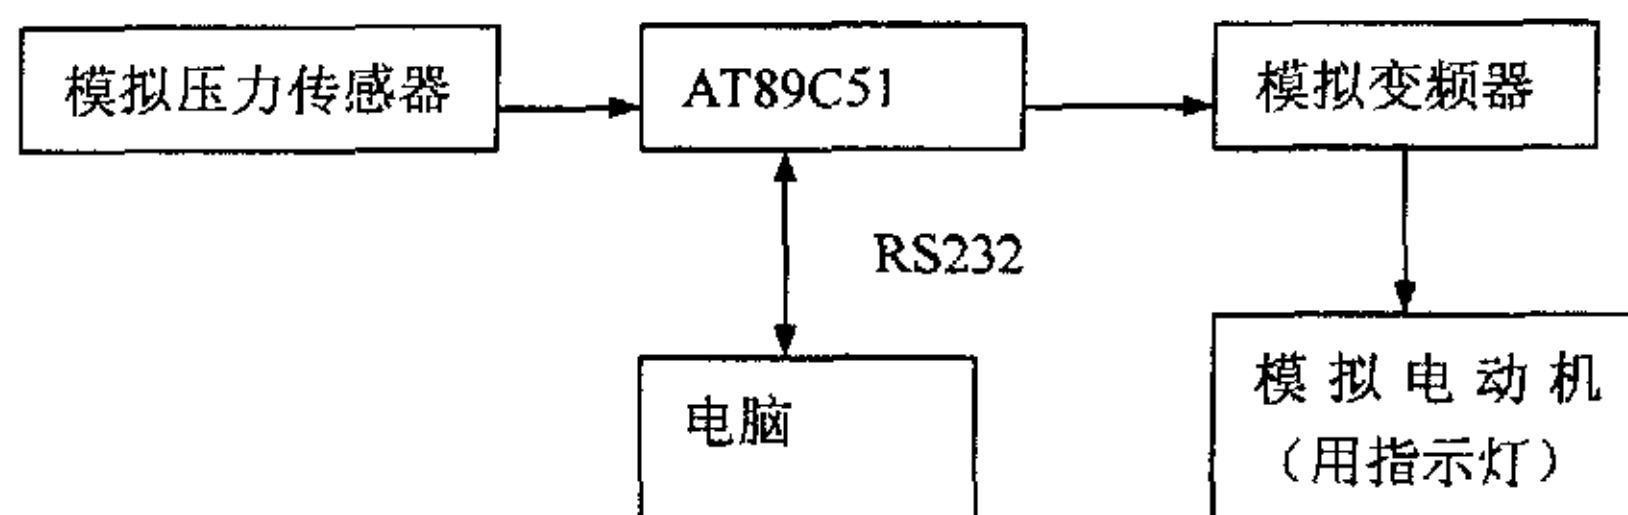 模拟压力传感器
AT89C51
模拟变频器
RS232
电脑
模拟电动机
（用指示灯）